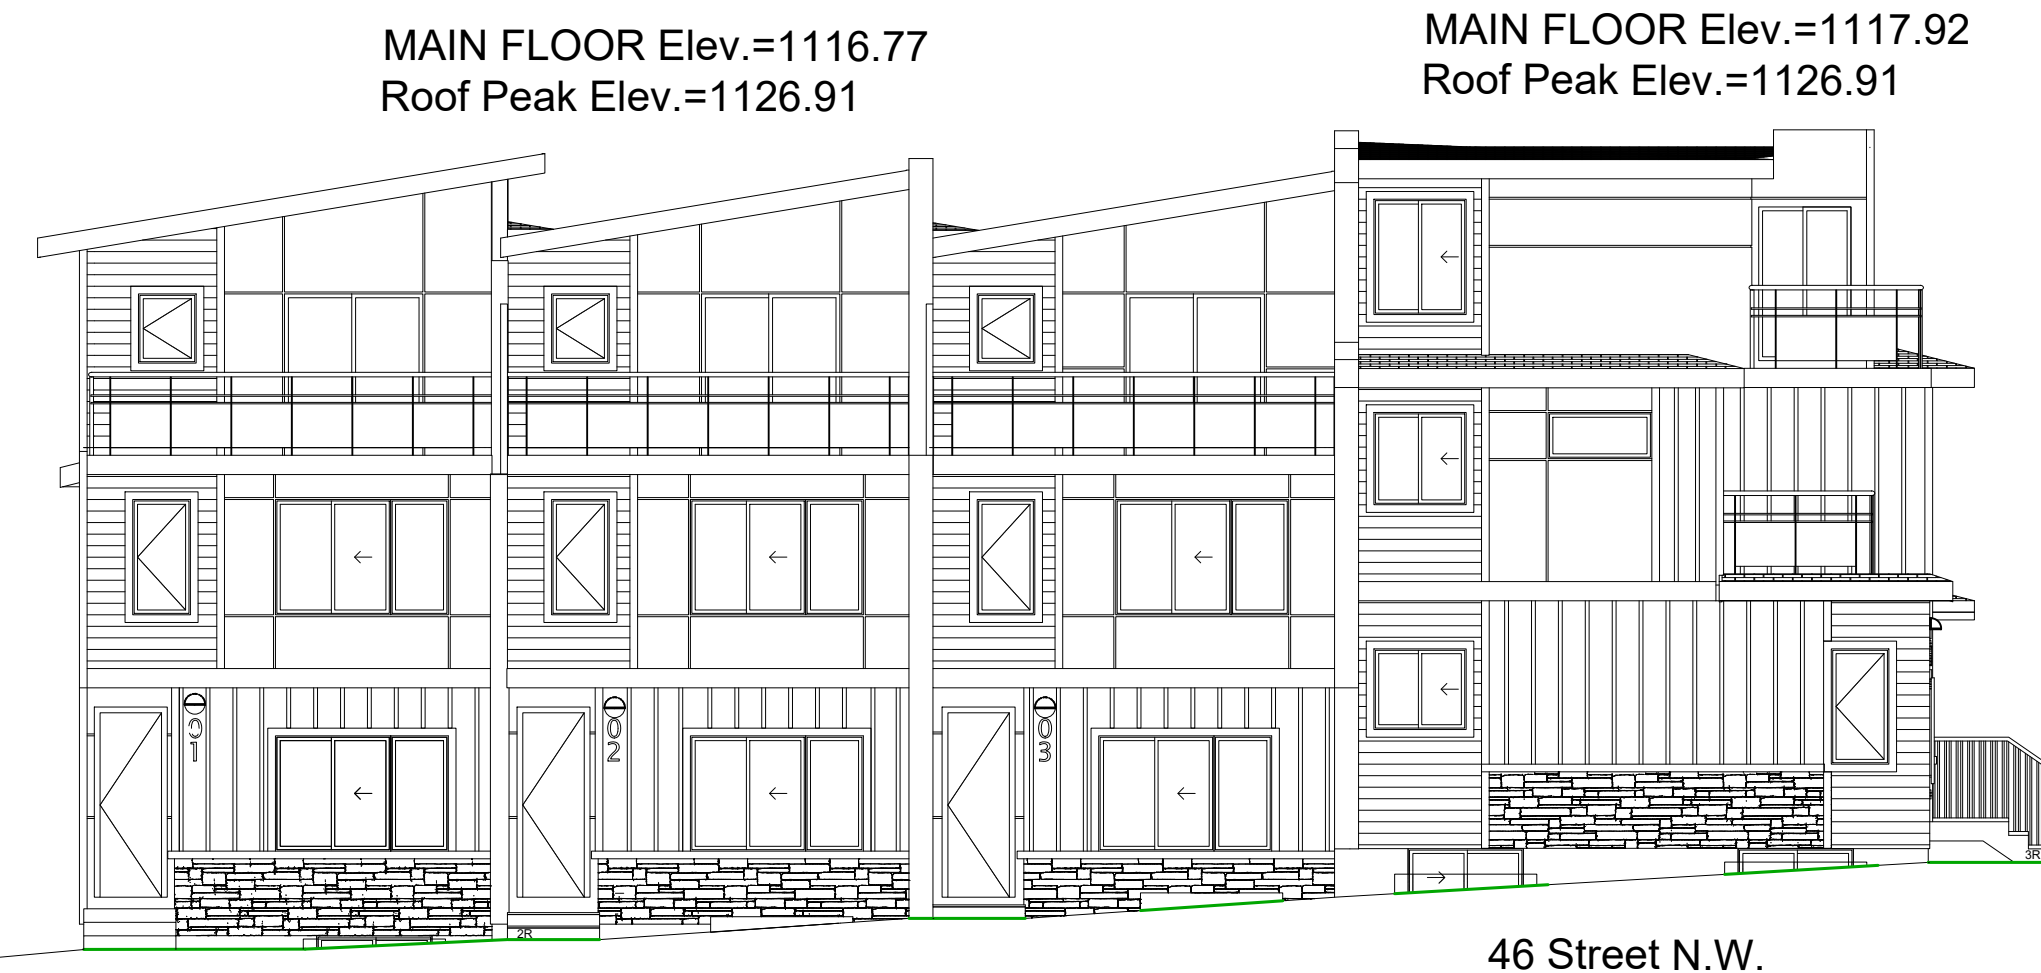 MAIN FLOOR Elev.=1116.77
Roof Peak Elev.=1126.91
MAIN FLOOR Elev.=1117.92
Roof Peak Elev.=1126.91
01
02
03
2R
3R
46 Street N.W.